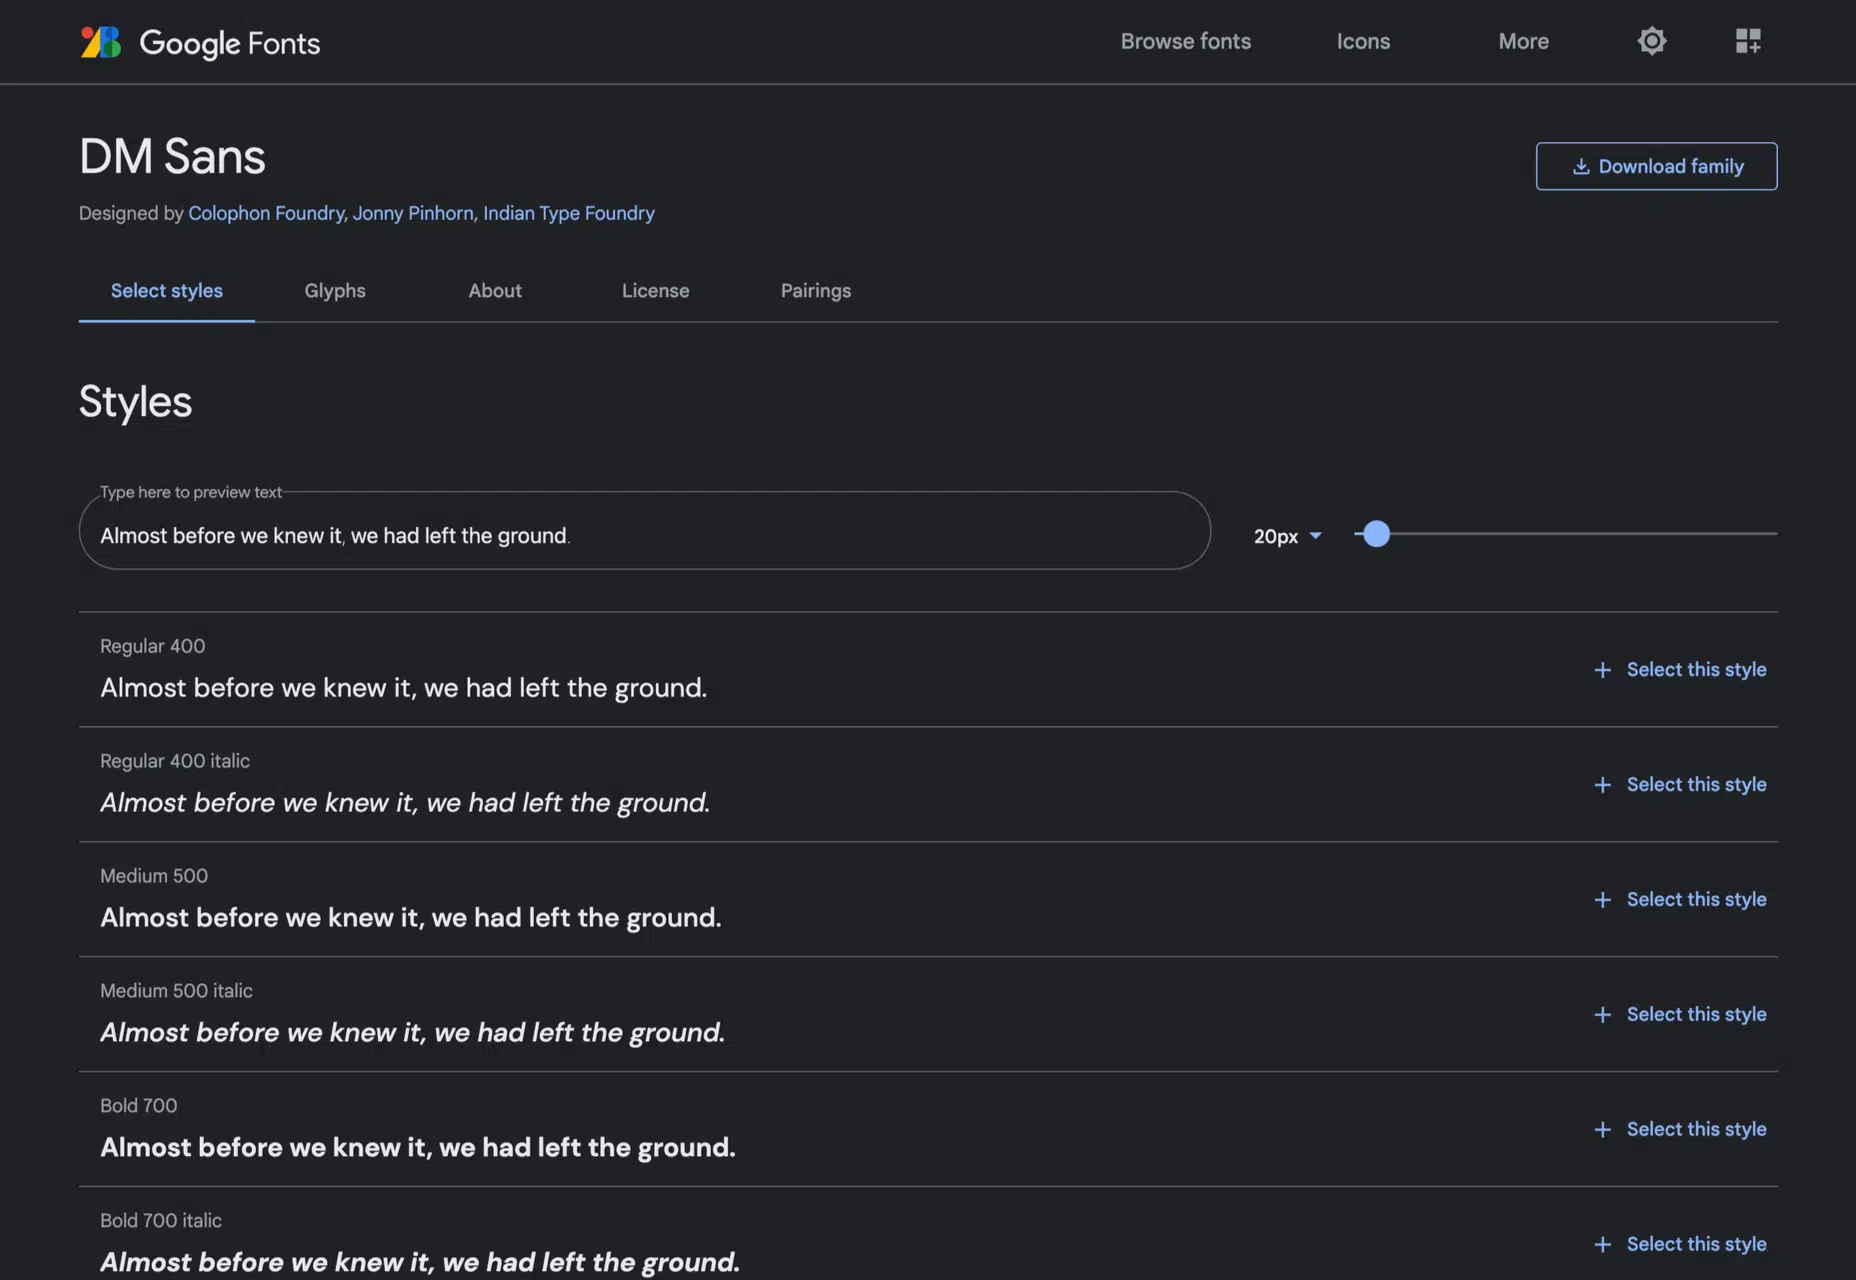 Google Fonts
Browse fonts
Icons
More
DM Sans
Download family
Designed by Colophon Foundry, Jonny Pinhorn, Indian Type Foundry
Select styles
Glyphs
About
License
Pairings
Styles
Type here to preview text
Almost before we knew it, we had left the ground.
20px
Regular 400
Almost before we knew it, we had left the ground.
+ Select this style
Regular 400 italic
Almost before we knew it, we had left the ground.
+ Select this style
Medium 500
Almost before we knew it, we had left the ground.
+ Select this style
Medium 500 italic
Almost before we knew it, we had left the ground.
+ Select this style
Bold 700
Almost before we knew it, we had left the ground.
+ Select this style
Bold 700 italic
Almost before we knew it, we had left the ground.
+ Select this style